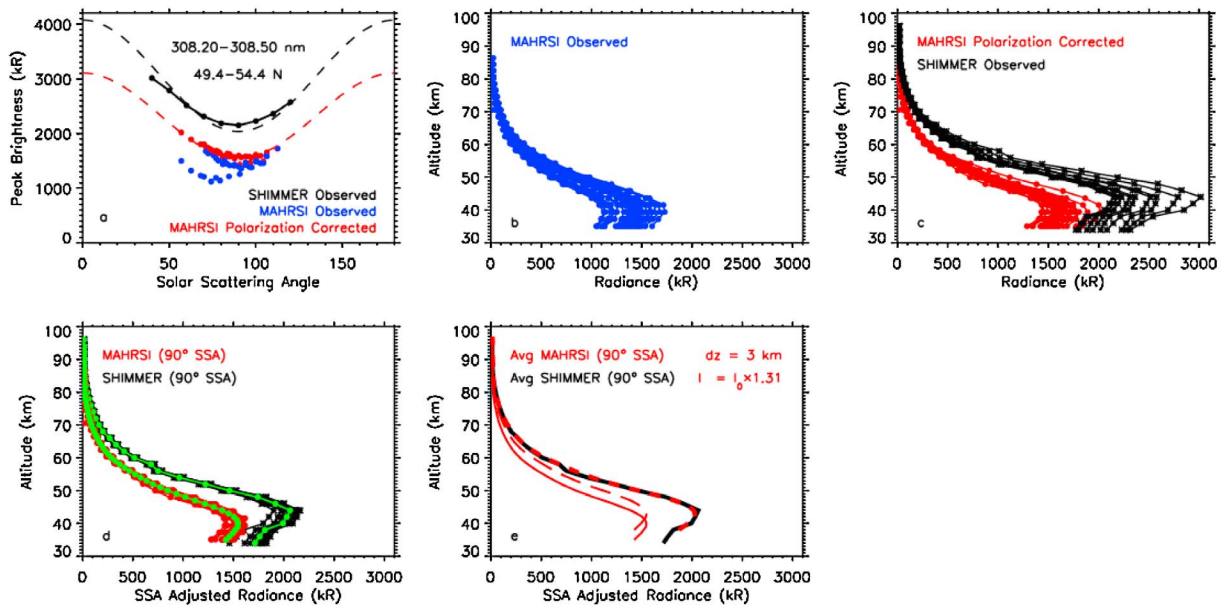 4000
3000
2000
1000
0
Peak Brightness (kR)
308.20–308.50 nm
49.4–54.4 N
SHIMMER Observed
MAHRSI Observed
MAHRSI Polarization Corrected
a
0 50 100 150
Solar Scattering Angle
100
90
80
70
60
50
40
30
Altitude (km)
MAHRSI Observed
b
0 500 1000 1500 2000 2500 3000
Radiance (kR)
100
90
80
70
60
50
40
30
Altitude (km)
MAHRSI Polarization Corrected
SHIMMER Observed
c
0 500 1000 1500 2000 2500 3000
Radiance (kR)
100
90
80
70
60
50
40
30
Altitude (km)
MAHRSI (90° SSA)
SHIMMER (90° SSA)
d
0 500 1000 1500 2000 2500 3000
SSA Adjusted Radiance (kR)
100
90
80
70
60
50
40
30
Altitude (km)
Avg MAHRSI (90° SSA) dz = 3 km
Avg SHIMMER (90° SSA) I = I₀×1.31
e
0 500 1000 1500 2000 2500 3000
SSA Adjusted Radiance (kR)